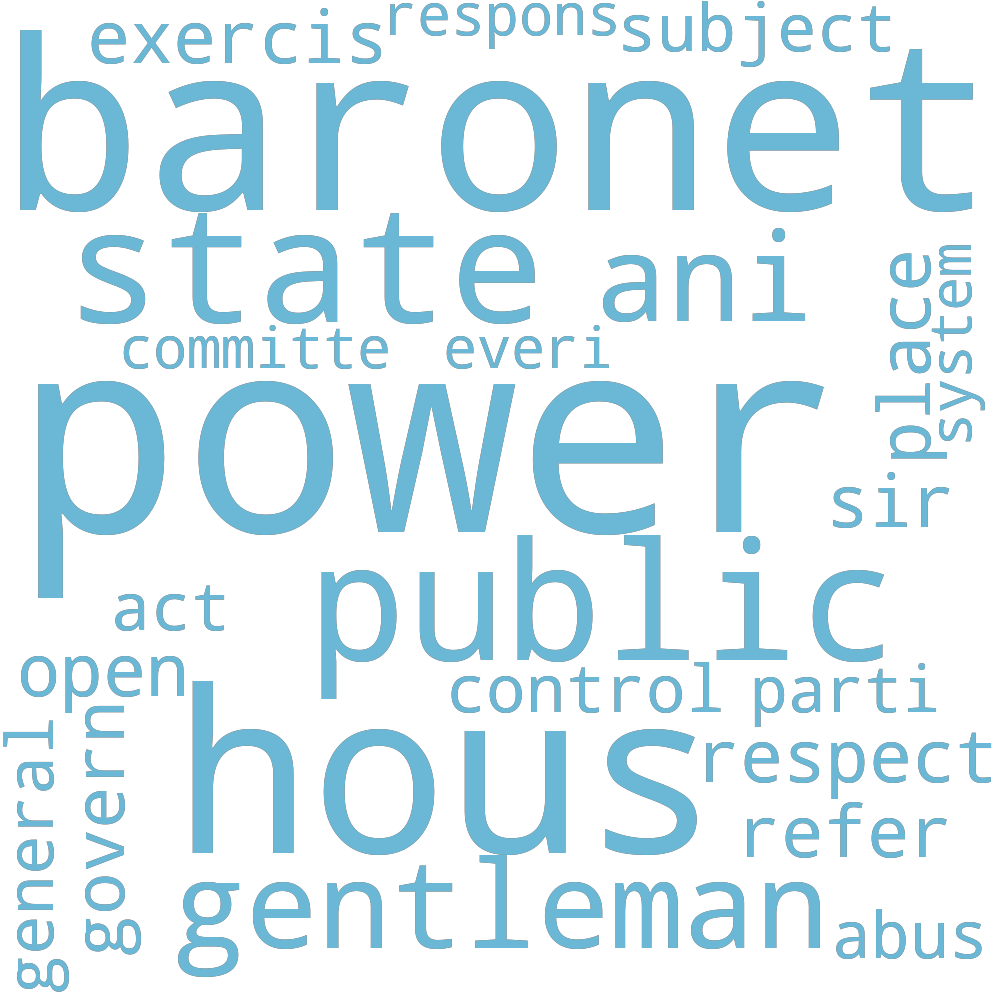 exercis
respons
subject
baronet
state
ani
place
system
committe
everi
power
sir
public
act
open
control
parti
general
govern
hous
respect
refer
gentleman
abus